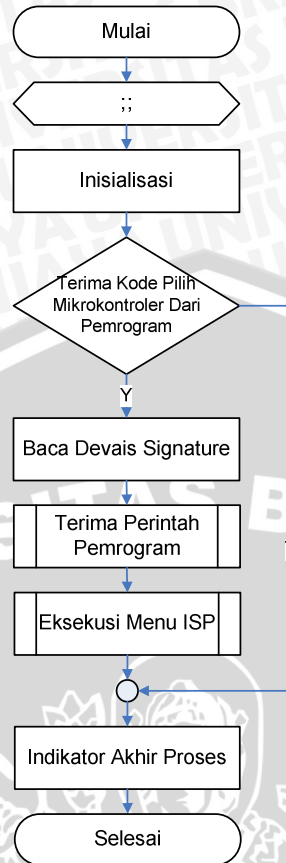 Mulai
;;
Inisialisasi
Terima Kode Pilih
Mikrokontroler Dari
Pemrogram
Y
Baca Devais Signature
Terima Perintah
Pemrogram
Eksekusi Menu ISP
Indikator Akhir Proses
Selesai